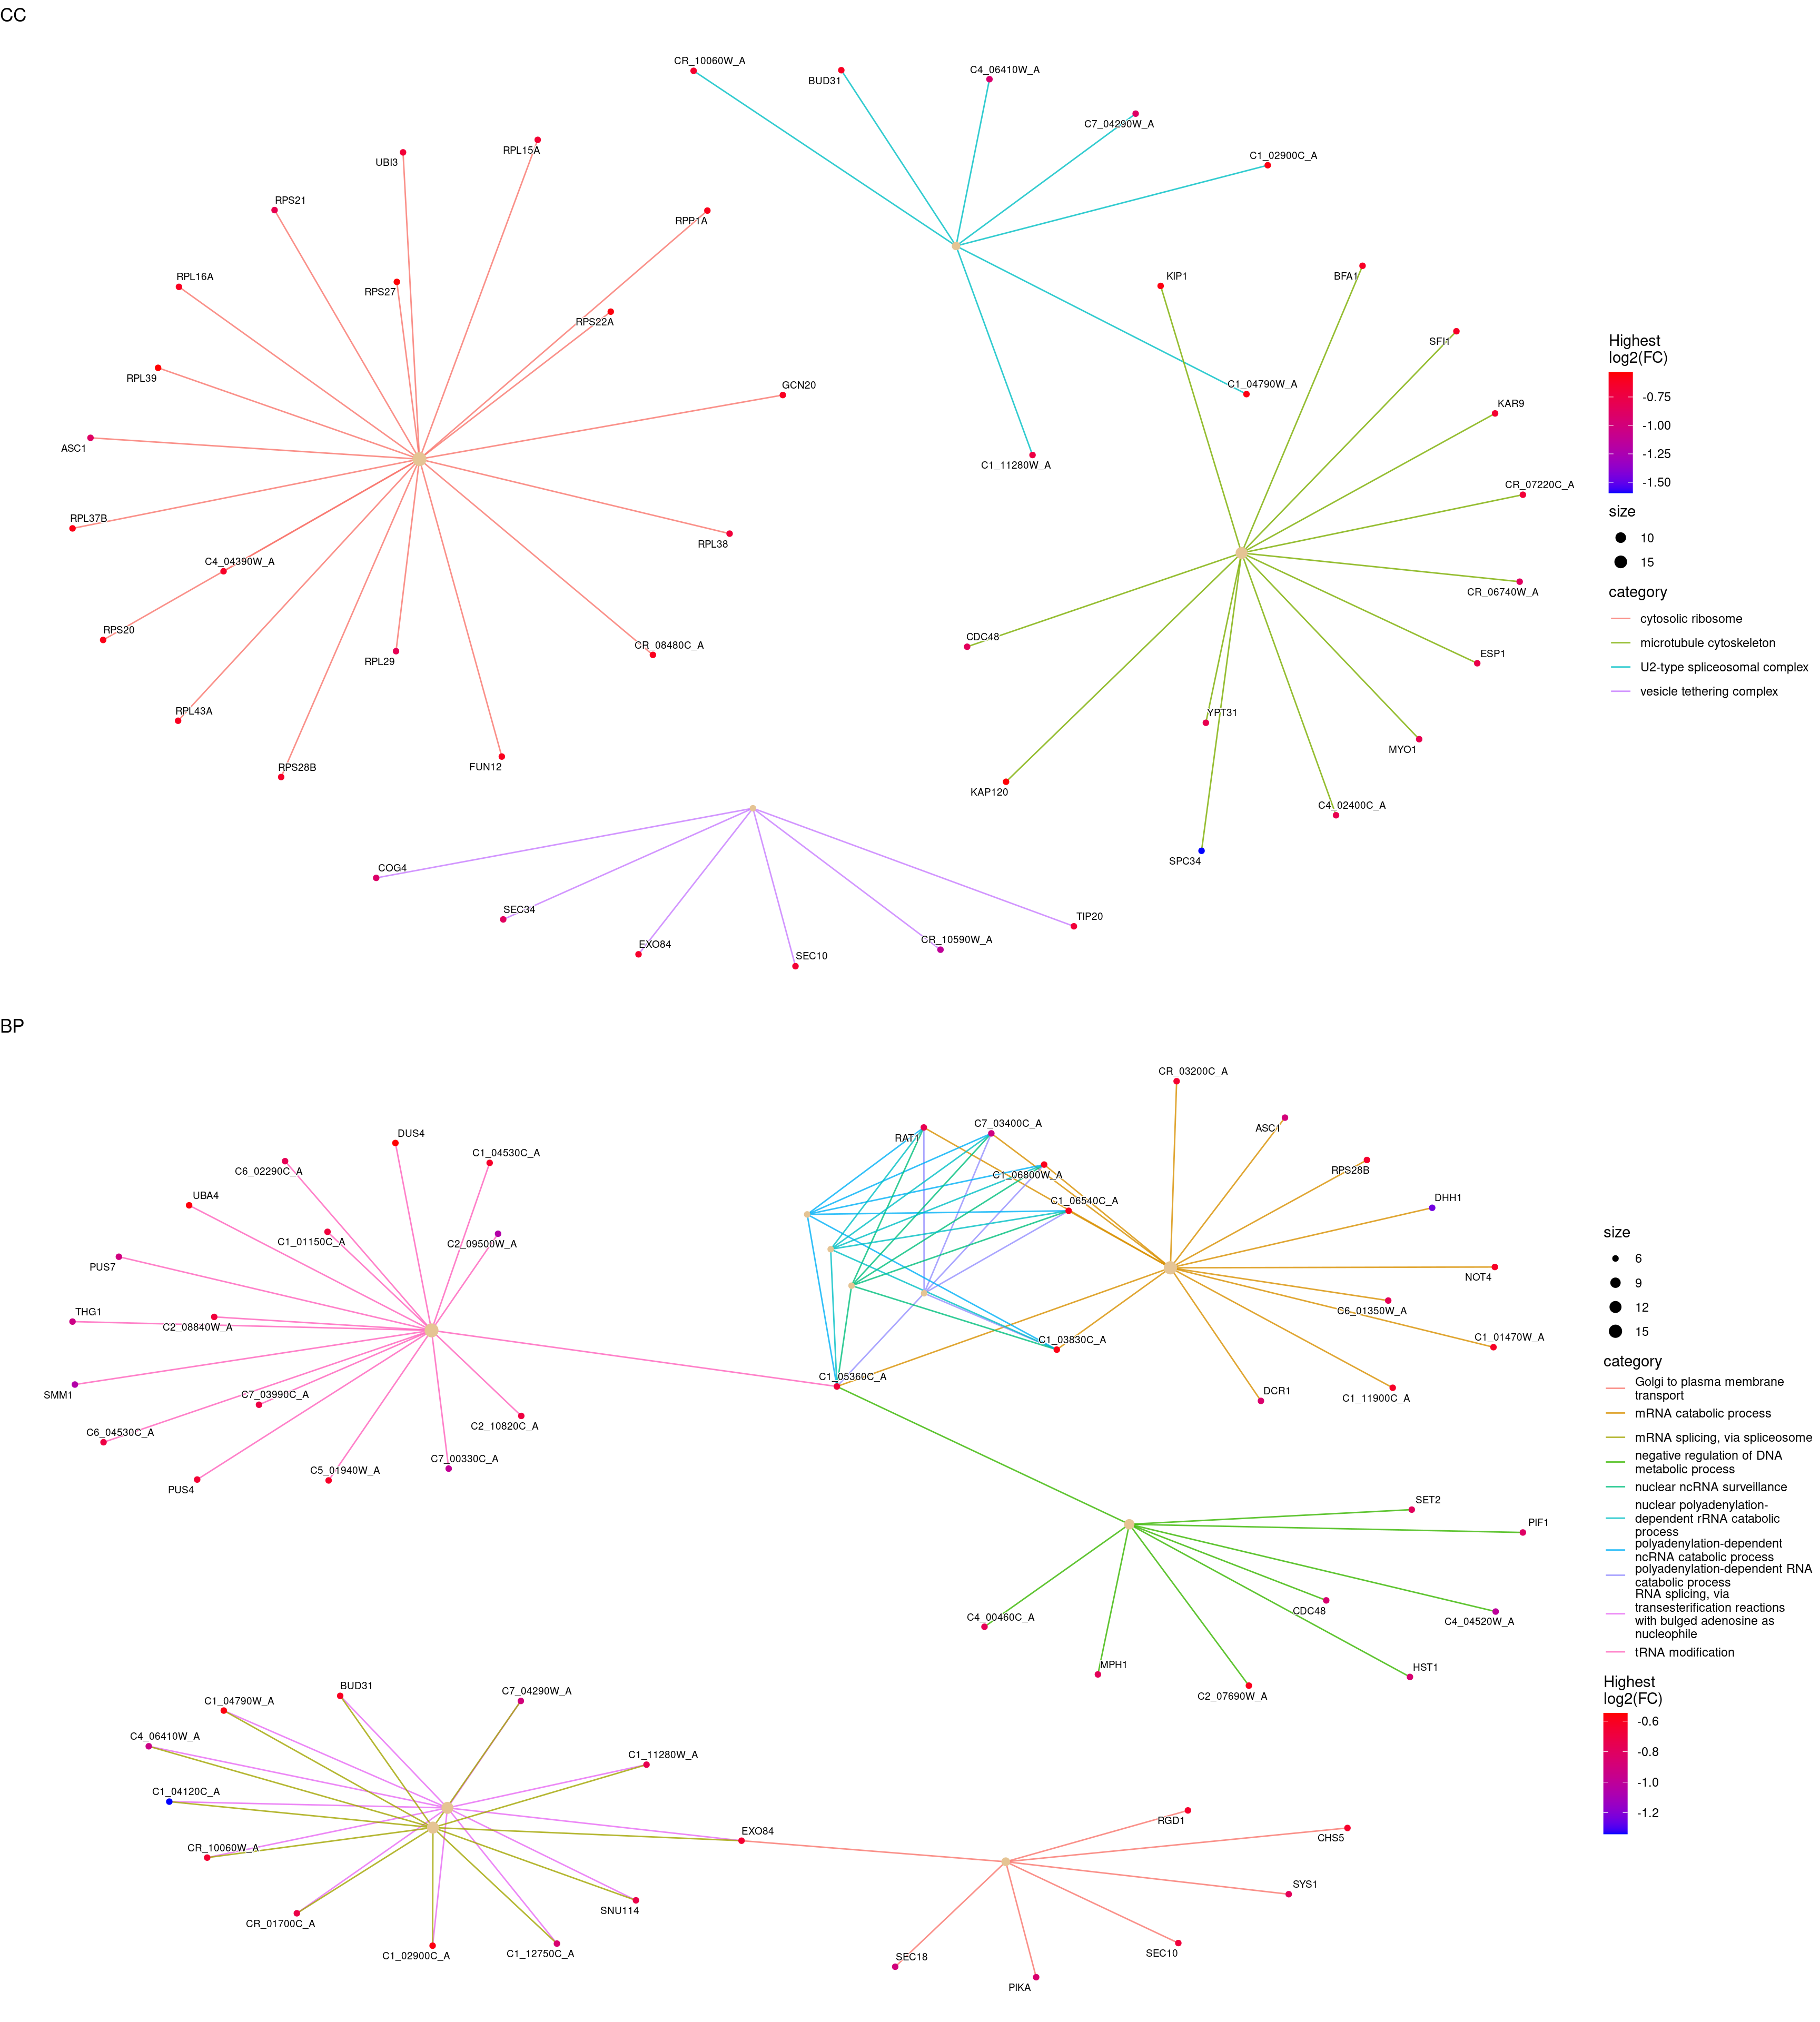 CC
CR_10060W_A
BUD31
C4_06410W_A
C7_04290W_A
C1_02900C_A
RPL15A
UBI3
RPS21
RPP1A
RPL16A
RPS27
RPS22A
KIP1
BFA1
SFI1
RPL39
GCN20
C1_04790W_A
KAR9
ASC1
C1_11280W_A
CR_07220C_A
RPL37B
RPL38
C4_04390W_A
CR_06740W_A
RPS20
CDC48
CR_08480C_A
RPL29
ESP1
RPL43A
YPT31
MYO1
RPS28B
FUN12
KAP120
C4_02400C_A
SPC34
COG4
SEC34
TIP20
EXO84
CR_10590W_A
SEC10
Highest
log2(FC)
-0.75
-1.00
-1.25
-1.50
size
10
15
category
cytosolic ribosome
microtubule cytoskeleton
U2-type spliceosomal complex
vesicle tethering complex
BP
CR_03200C_A
DUS4
C7_03400C_A
RAT1
ASC1
C1_04530C_A
C6_02290C_A
C1_06800W_A
RPS28B
UBA4
C1_06540C_A
DHH1
C1_01150C_A
C2_09500W_A
PUS7
NOT4
THG1
C2_08840W_A
C6_01350W_A
C1_03830C_A
C1_01470W_A
C1_05360C_A
SMM1
C7_03990C_A
DCR1
C1_11900C_A
C6_04530C_A
C2_10820C_A
C7_00330C_A
C5_01940W_A
PUS4
SET2
PIF1
C4_00460C_A
CDC48
C4_04520W_A
MPH1
HST1
C2_07690W_A
BUD31
C7_04290W_A
C1_04790W_A
C4_06410W_A
C1_11280W_A
C1_04120C_A
EXO84
RGD1
CHS5
CR_10060W_A
SYS1
SNU114
CR_01700C_A
C1_02900C_A
C1_12750C_A
SEC18
SEC10
PIKA
size
6
9
12
15
category
Golgi to plasma membrane
transport
mRNA catabolic process
mRNA splicing, via spliceosome
negative regulation of DNA
metabolic process
nuclear ncRNA surveillance
nuclear polyadenylation-
dependent rRNA catabolic
process
polyadenylation-dependent
ncRNA catabolic process
polyadenylation-dependent RNA
catabolic process
RNA splicing, via
transesterification reactions
with bulged adenosine as
nucleophile
tRNA modification
Highest
log2(FC)
-0.6
-0.8
-1.0
-1.2